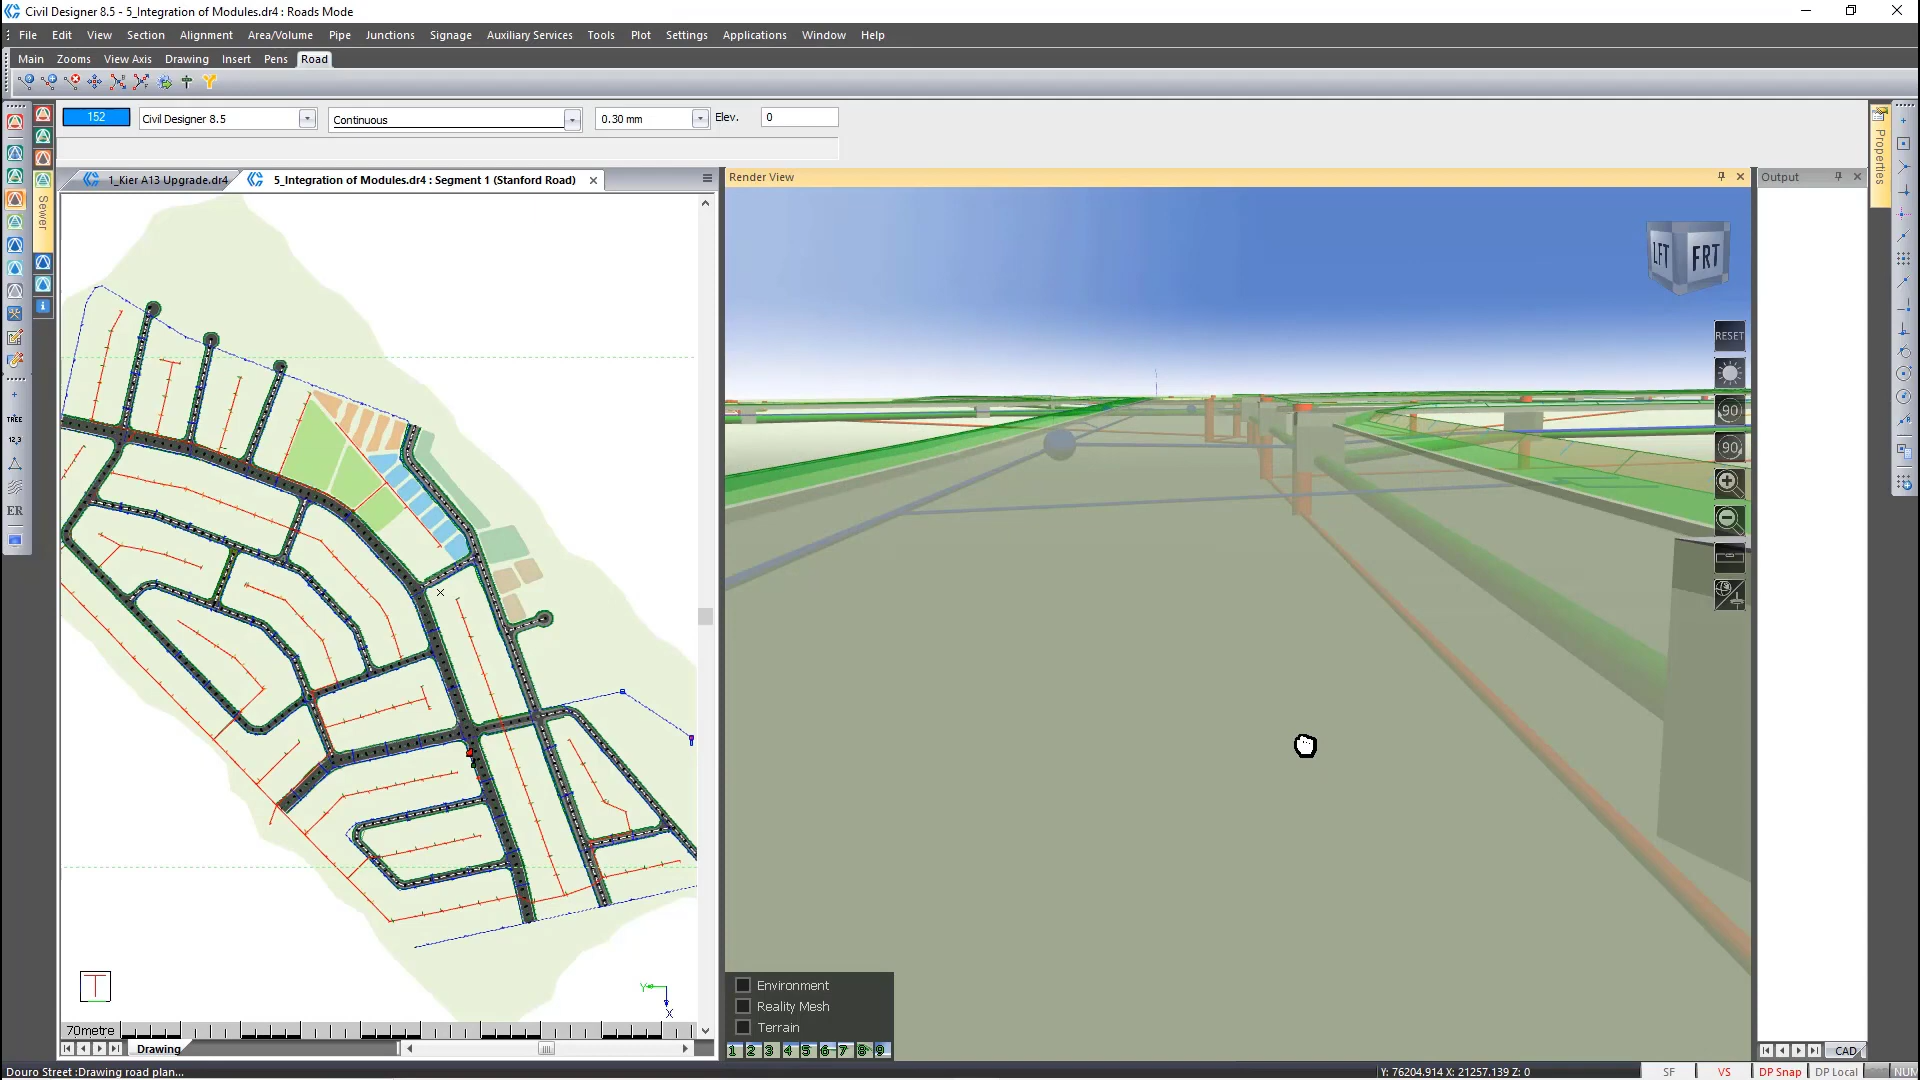 Civil Designer 8.5 - 5_Integration of Modules.dr4 : Roads Mode
File Edit View Section Alignment Area/Volume Pipe Junctions Signage Auxiliary Services Tools Plot Settings Applications Window Help
Main Zooms View Axis Drawing Insert Pens Road
152 Civil Designer 8.5 Continuous 0.30 mm Elev. 0
1_Kier A13 Upgrade.dr4 5_Integration of Modules.dr4 : Segment 1 (Stanford Road)
Render View
Output
Properties
Sewer
LFT FRT
RESET
90
90
TREE
12,3
ER
Environment
Reality Mesh
Terrain
1 2 3 4 5 6 7 8 9
T
Y
X
70metre
Drawing
CAD
Douro Street :Drawing road plan...
Y: 76204.914 X: 21257.139 Z: 0
SF VS DP Snap DP Local NUM